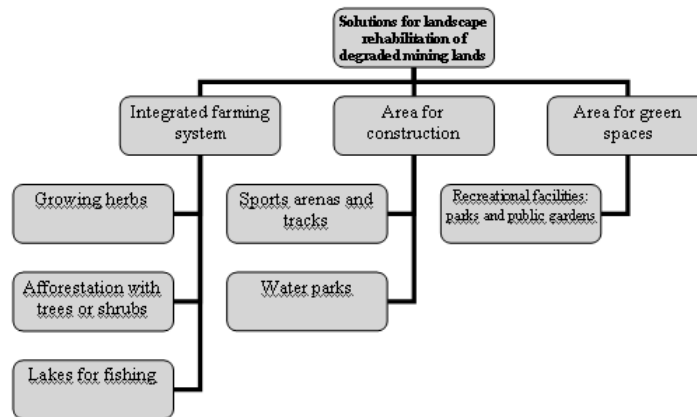 Solutions for landscape
rehabilitation of
degraded mining lands
Integrated farming
system
Area for
construction
Area for green
spaces
Growing herbs
Sports arenas and
tracks
Recreational facilities:
parks and public gardens
Afforestation with
trees or shrubs
Water parks
Lakes for fishing